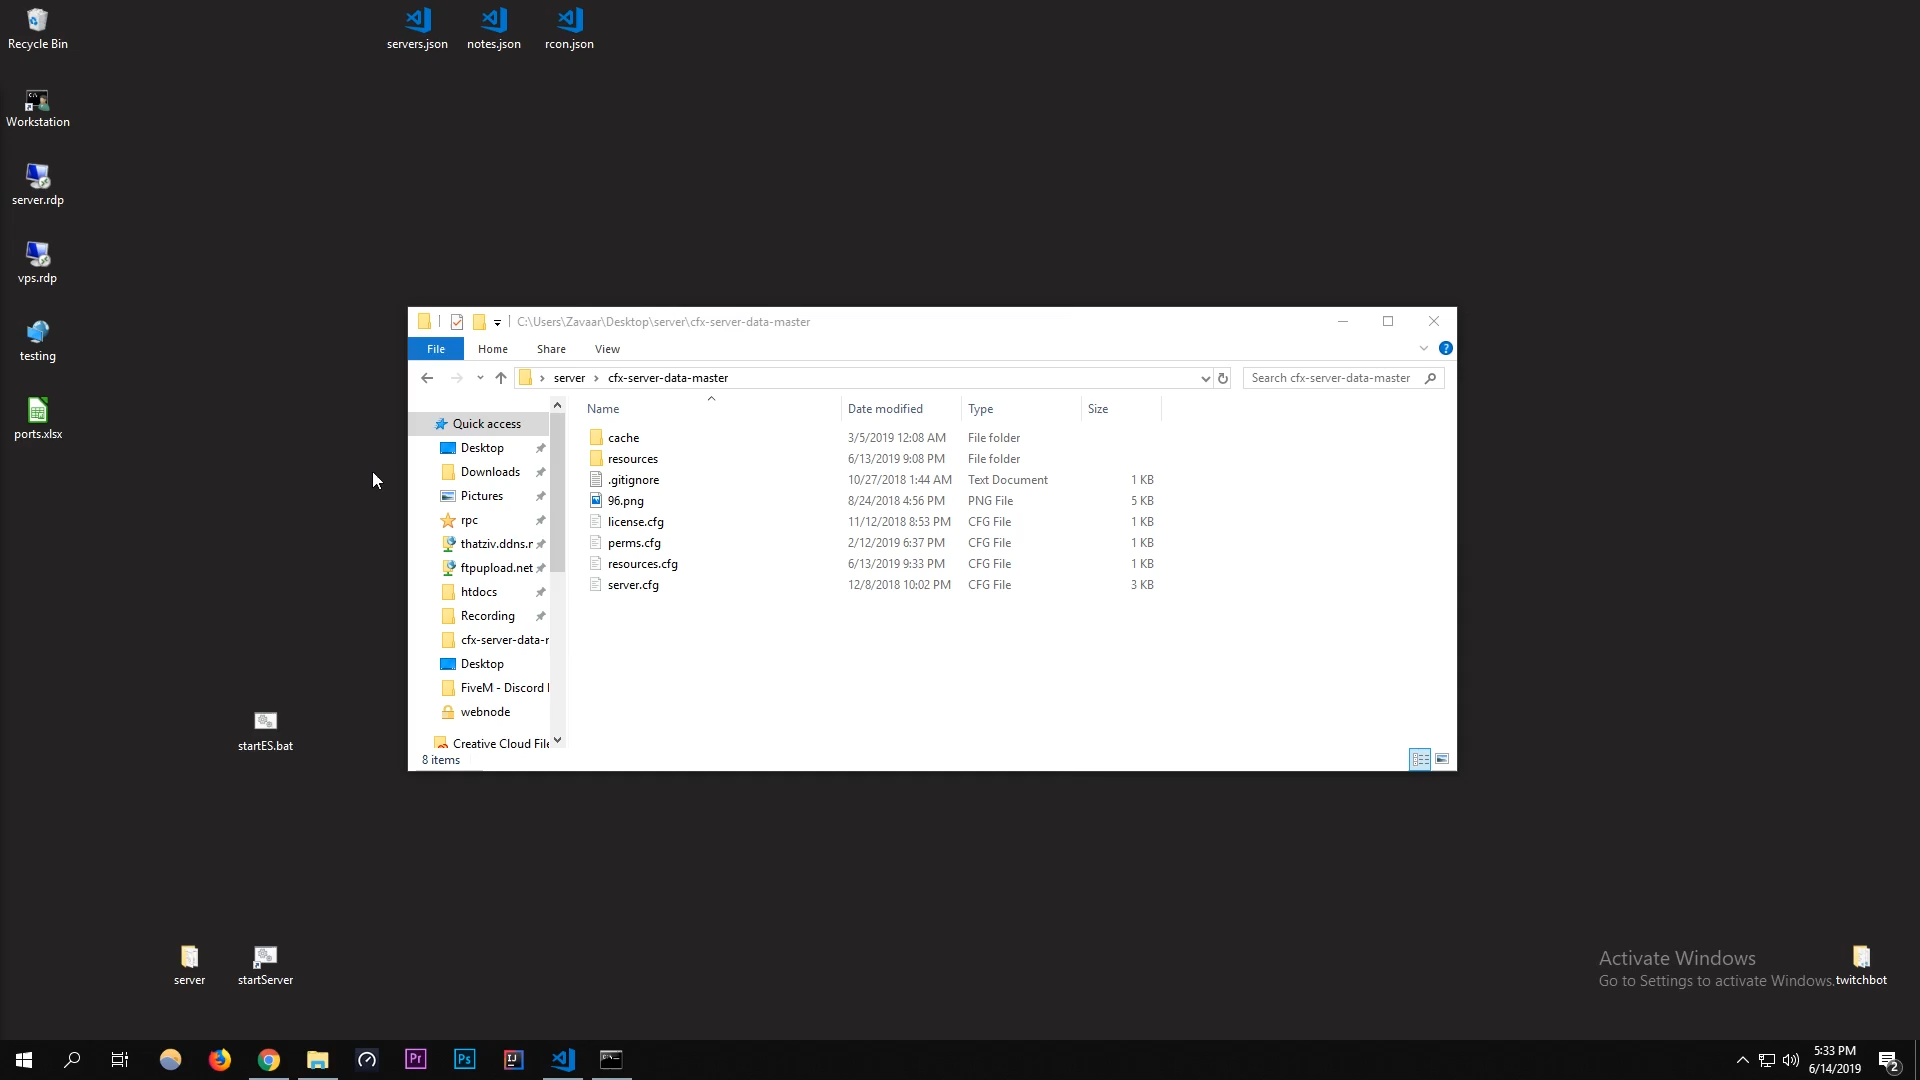 Recycle Bin
servers.json
notes.json
rcon.json
Workstation
server.rdp
vps.rdp
testing
ports.xlsx
C:\Users\Zavaar\Desktop\server\cfx-server-data-master
File
Home
Share
View
server
cfx-server-data-master
Search cfx-server-data-master
Quick access
Desktop
Downloads
Pictures
rpc
thatziv.ddns.r
ftpupload.net
htdocs
Recording
cfx-server-data-r
Desktop
FiveM - Discord
webnode
Creative Cloud File
Name Date modified Type Size
cache 3/5/2019 12:08 AM File folder
resources 6/13/2019 9:08 PM File folder
.gitignore 10/27/2018 1:44 AM Text Document 1 KB
96.png 8/24/2018 4:56 PM PNG File 5 KB
license.cfg 11/12/2018 8:53 PM CFG File 1 KB
perms.cfg 2/12/2019 6:37 PM CFG File 1 KB
resources.cfg 6/13/2019 9:33 PM CFG File 1 KB
server.cfg 12/8/2018 10:02 PM CFG File 3 KB
8 items
startES.bat
server
startServer
Activate Windows
Go to Settings to activate Windows.
twitchbot
Pr
Ps
IJ
5:33 PM
6/14/2019
2